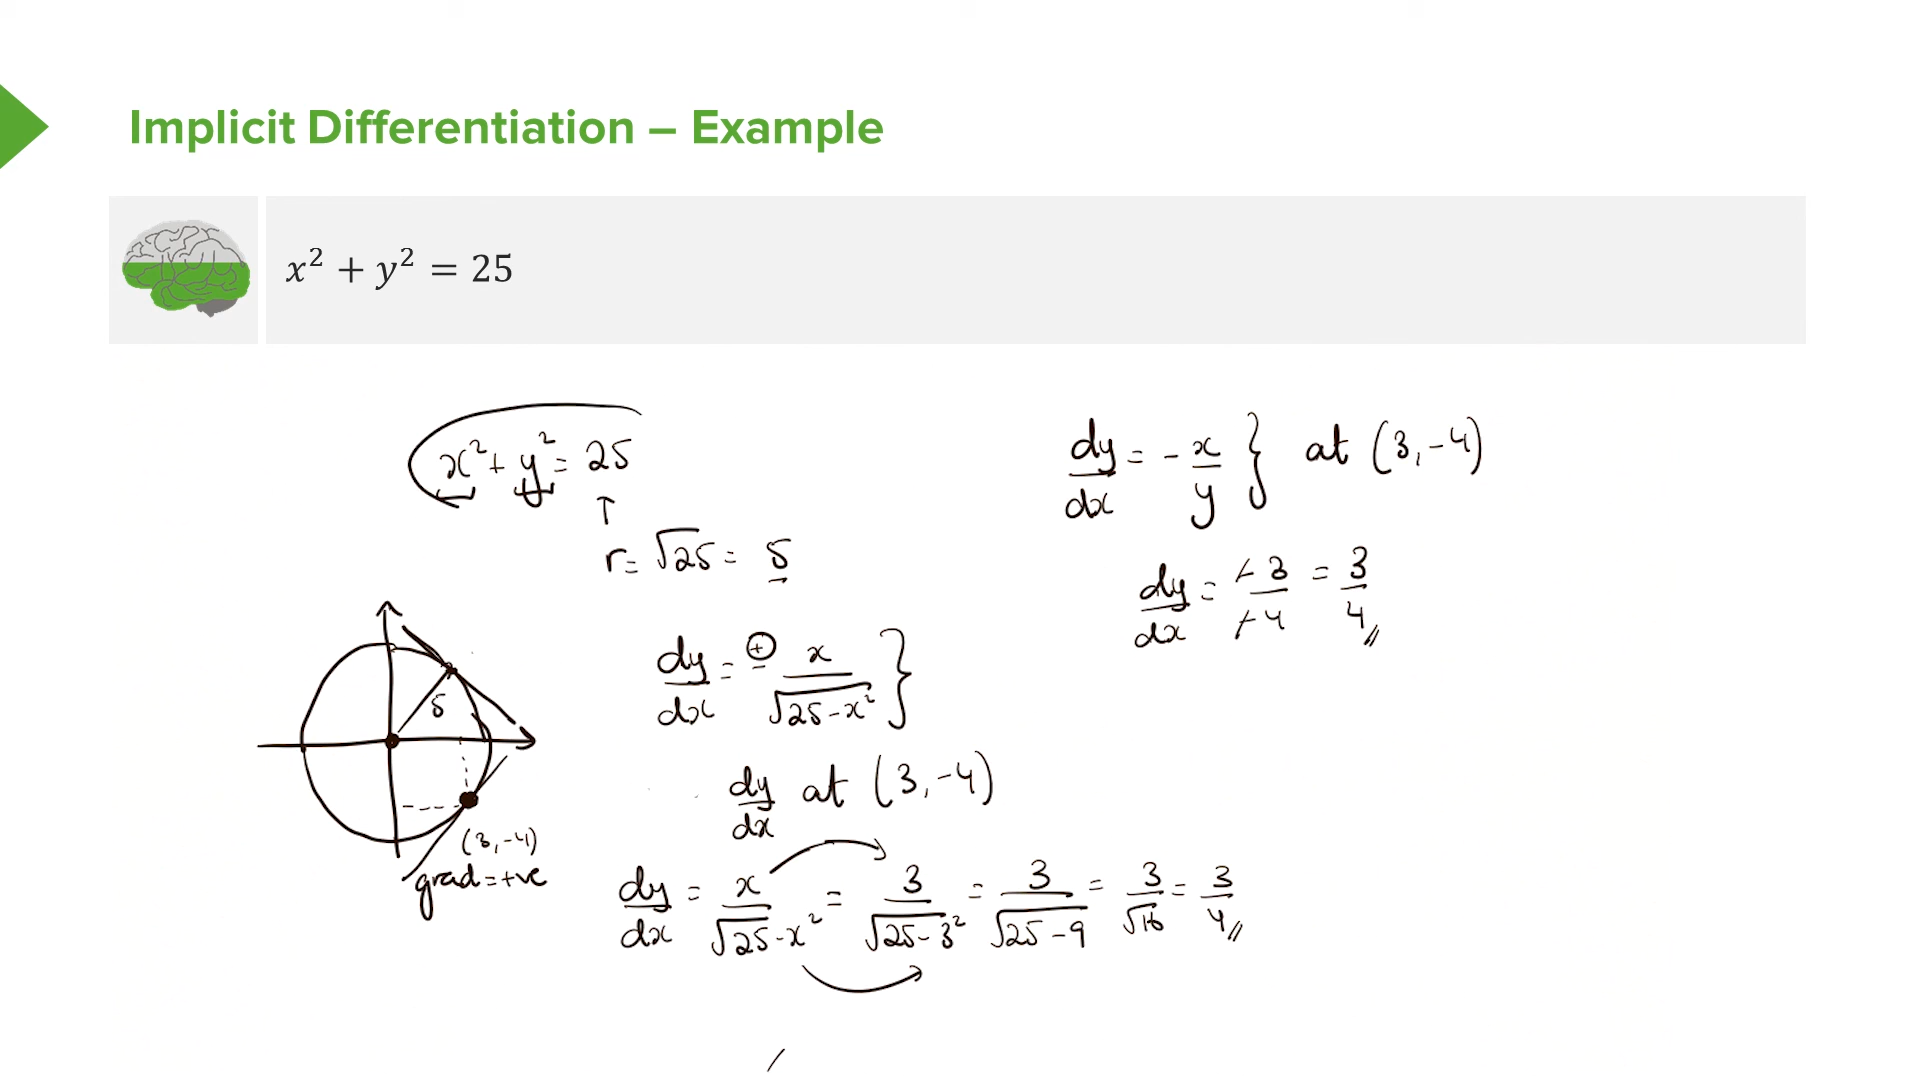 Implicit Differentiation – Example
x² + y² = 25
x² + y² = 25
↑
r = √25 = 5
dy/dx = ± x/√(25-x²) }
dy/dx at (3,-4)
dy/dx = x/√25-x² = 3/√(25-3²) = 3/√(25-9) = 3/√16 = 3/4
5
(3,-4)
grad=+ve
dy/dx = -x/y } at (3,-4)
dy/dx = -3/-4 = 3/4